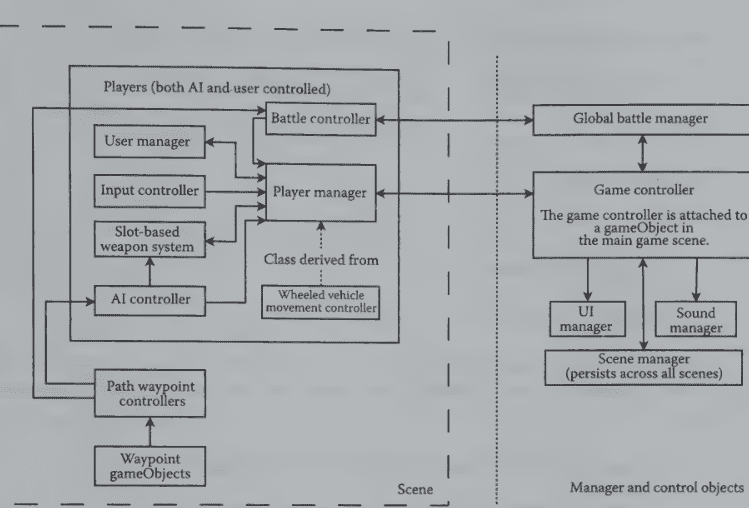 Players (both AI and user controlled)
Battle controller
User manager
Input controller
Player manager
Slot-based
weapon system
Class derived from
AI controller
Wheeled vehicle
movement controller
Path waypoint
controllers
Waypoint
gameObjects
Scene
Global battle manager
Game controller
The game controller is attached to
a gameObject in
the main game scene.
UI
manager
Sound
manager
Scene manager
(persists across all scenes)
Manager and control objects